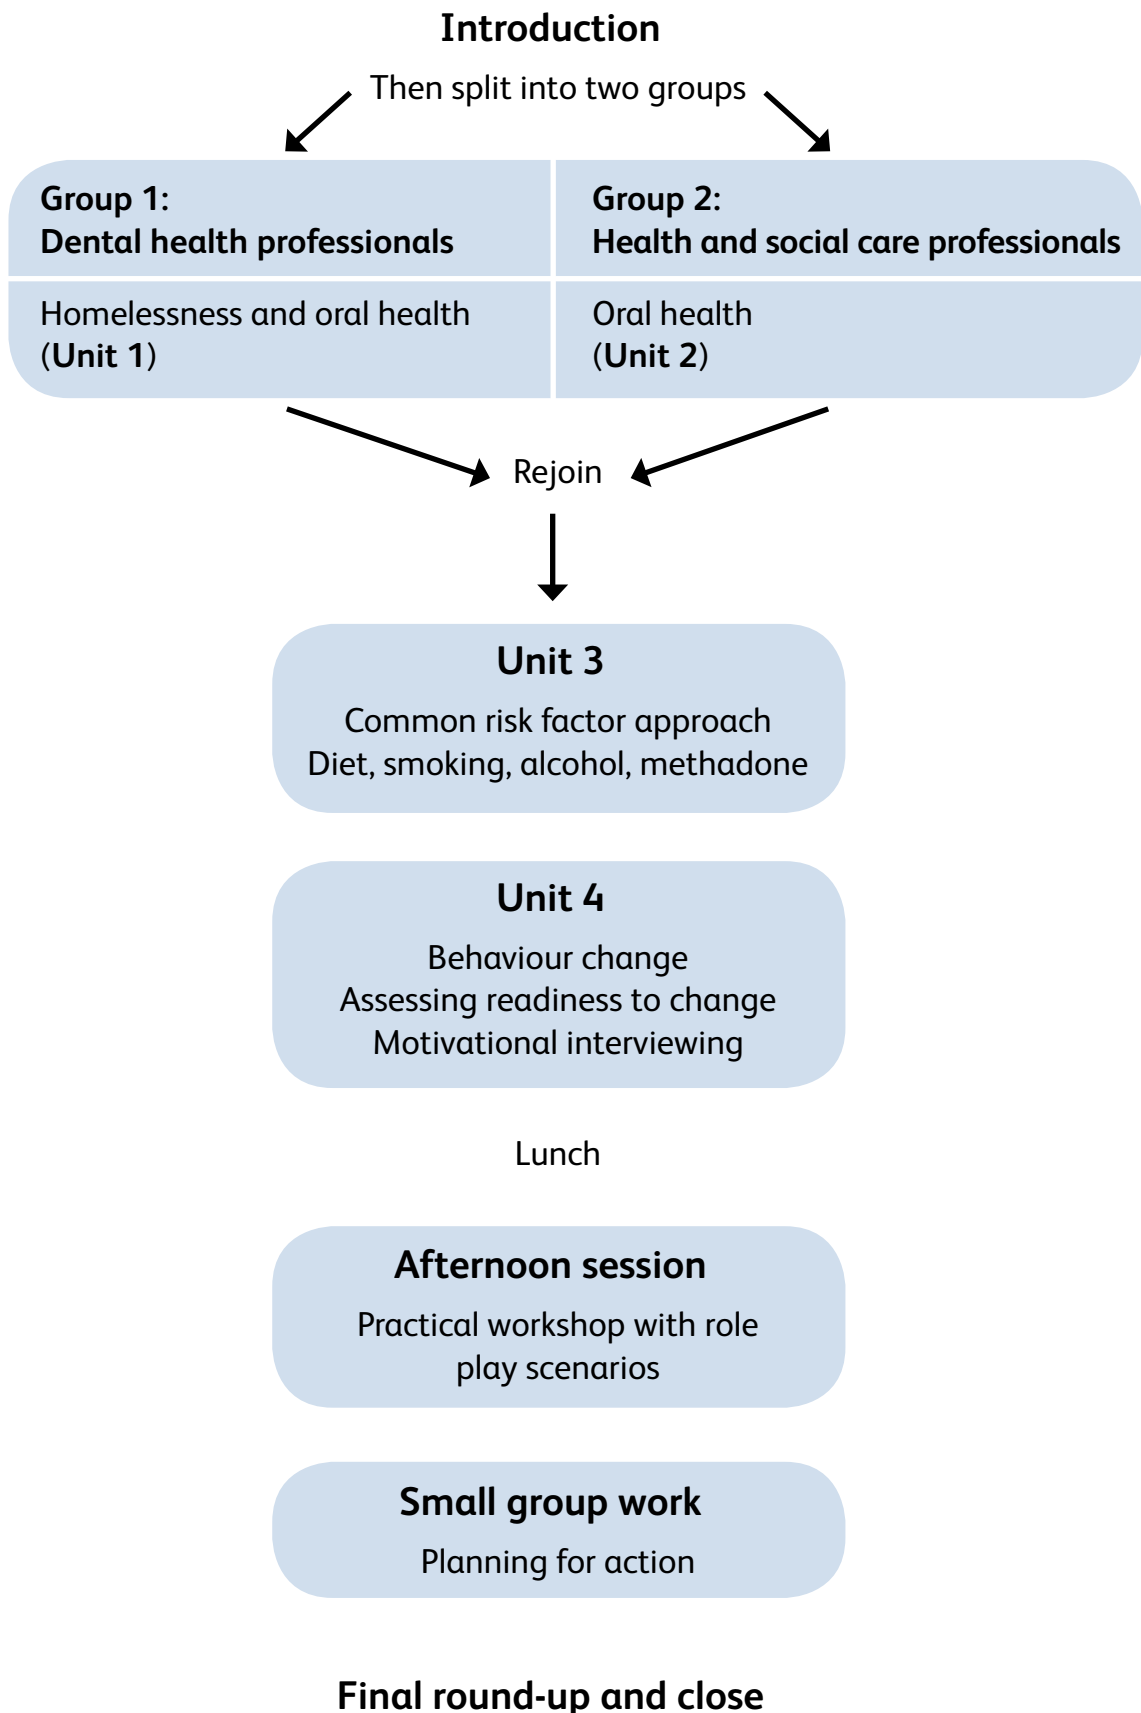 Introduction
Then split into two groups
Group 1:
Dental health professionals
Group 2:
Health and social care professionals
Homelessness and oral health
(Unit 1)
Oral health
(Unit 2)
Rejoin
Unit 3
Common risk factor approach
Diet, smoking, alcohol, methadone
Unit 4
Behaviour change
Assessing readiness to change
Motivational interviewing
Lunch
Afternoon session
Practical workshop with role
play scenarios
Small group work
Planning for action
Final round-up and close